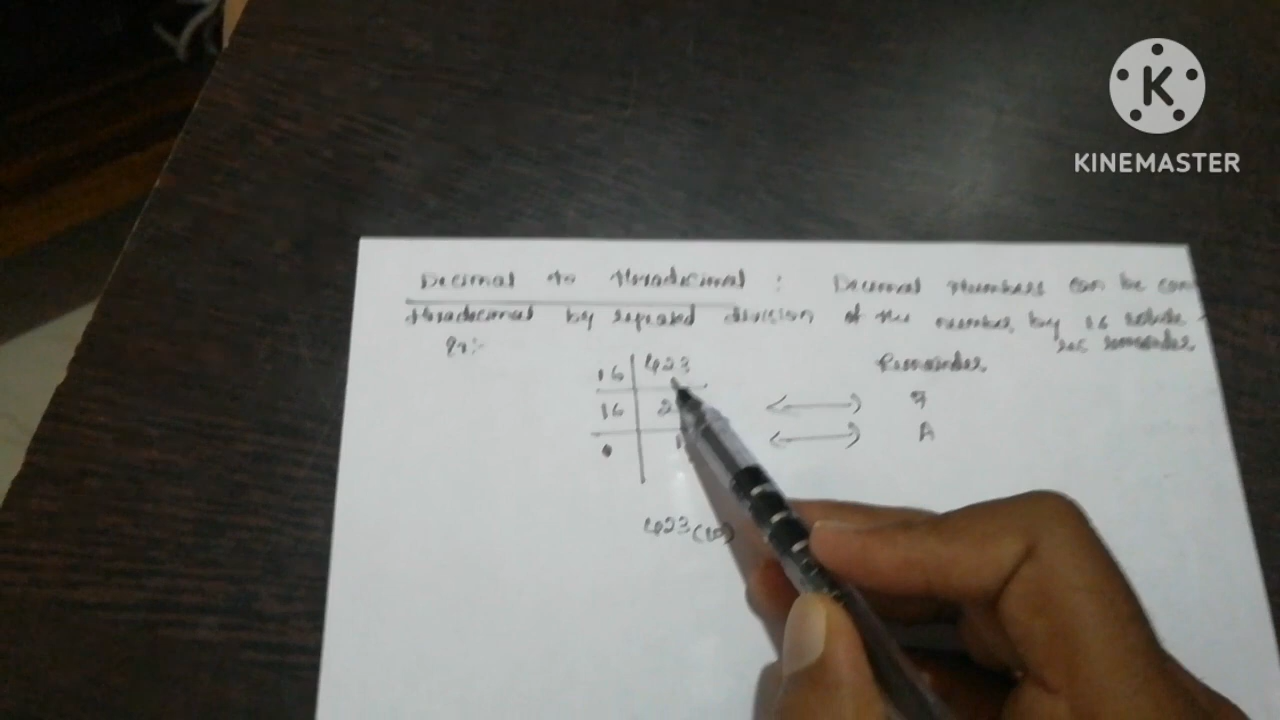 KINEMASTER
Decimal to Hexadecimal : Decimal Numbers can be con
Hexadecimal by repeated division of the number by 16 while
Ex:-
Remainder
16 423
16 2 7
0 1 A
423(10)